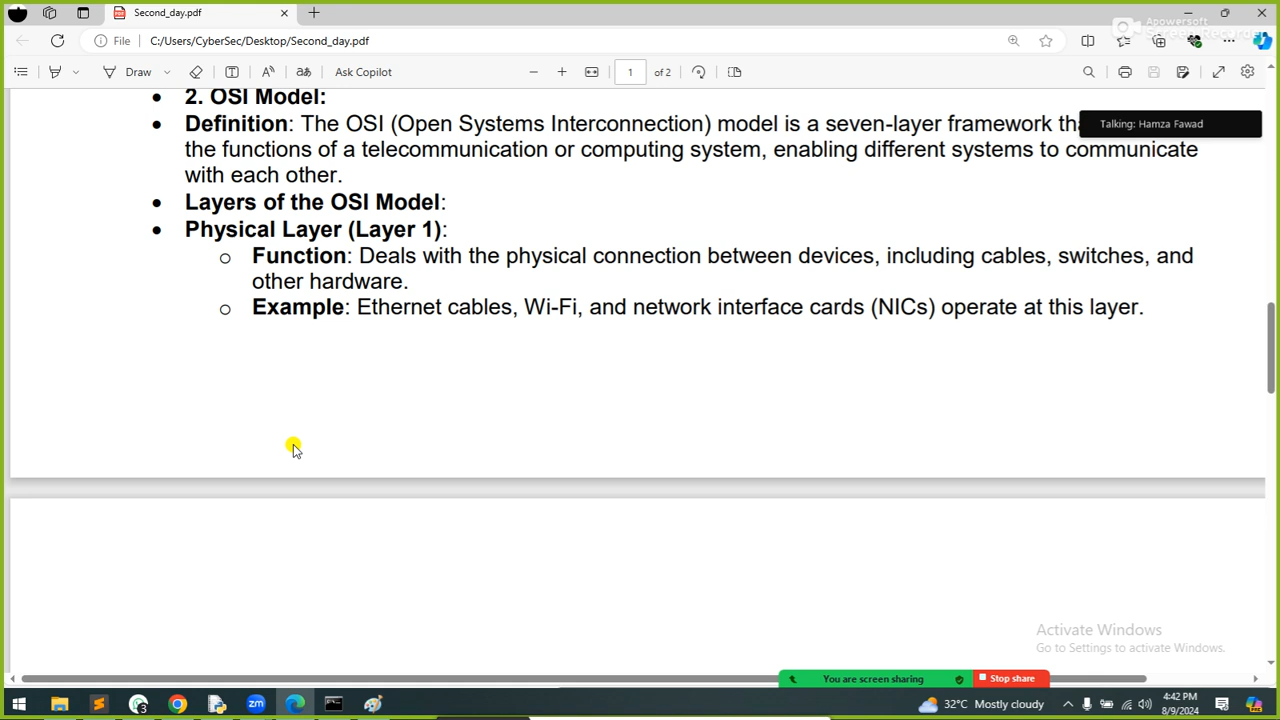 Second_day.pdf
Apowersoft
Screen Recorder
File C:/Users/CyberSec/Desktop/Second_day.pdf
Draw Ask Copilot 1 of 2
• 2. OSI Model:
• Definition: The OSI (Open Systems Interconnection) model is a seven-layer framework
Talking: Hamza Fawad
the functions of a telecommunication or computing system, enabling different systems to communicate
with each other.
• Layers of the OSI Model:
• Physical Layer (Layer 1):
o Function: Deals with the physical connection between devices, including cables, switches, and
other hardware.
o Example: Ethernet cables, Wi-Fi, and network interface cards (NICs) operate at this layer.
Activate Windows
Go to Settings to activate Windows.
You are screen sharing Stop share
3 zm 32°C Mostly cloudy 4:42 PM
8/9/2024